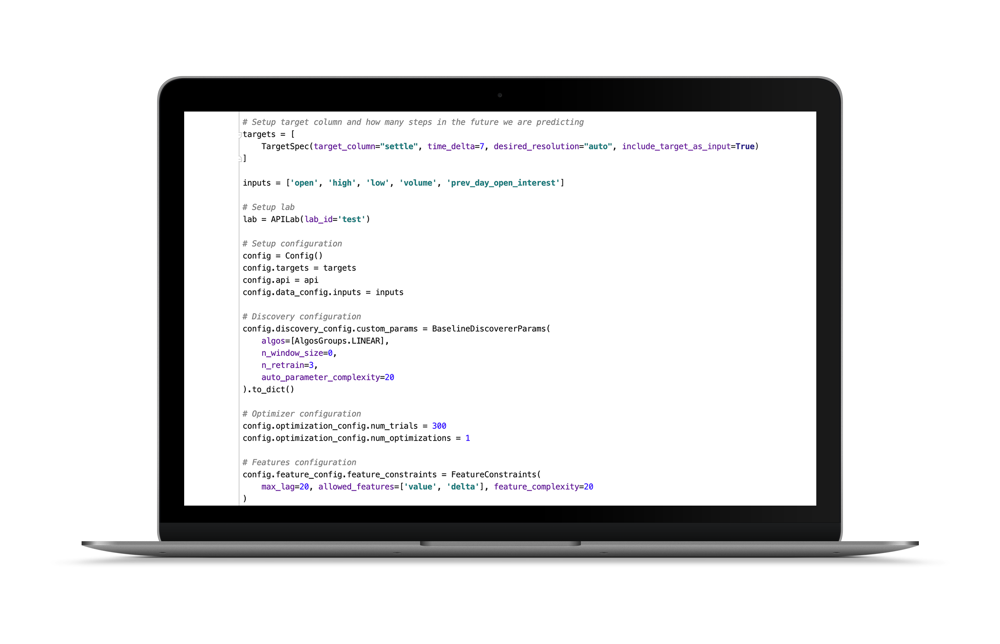 # Setup target column and how many steps in the future we are predicting
targets = [
    TargetSpec(target_column="settle", time_delta=7, desired_resolution="auto", include_target_as_input=True)
]
inputs = ['open', 'high', 'low', 'volume', 'prev_day_open_interest']
# Setup lab
lab = APILab(lab_id='test')
# Setup configuration
config = Config()
config.targets = targets
config.api = api
config.data_config.inputs = inputs
# Discovery configuration
config.discovery_config.custom_params = BaselineDiscovererParams(
    algos=[AlgosGroups.LINEAR],
    n_window_size=0,
    n_retrain=3,
    auto_parameter_complexity=20
).to_dict()
# Optimizer configuration
config.optimization_config.num_trials = 300
config.optimization_config.num_optimizations = 1
# Features configuration
config.feature_config.feature_constraints = FeatureConstraints(
    max_lag=20, allowed_features=['value', 'delta'], feature_complexity=20
)